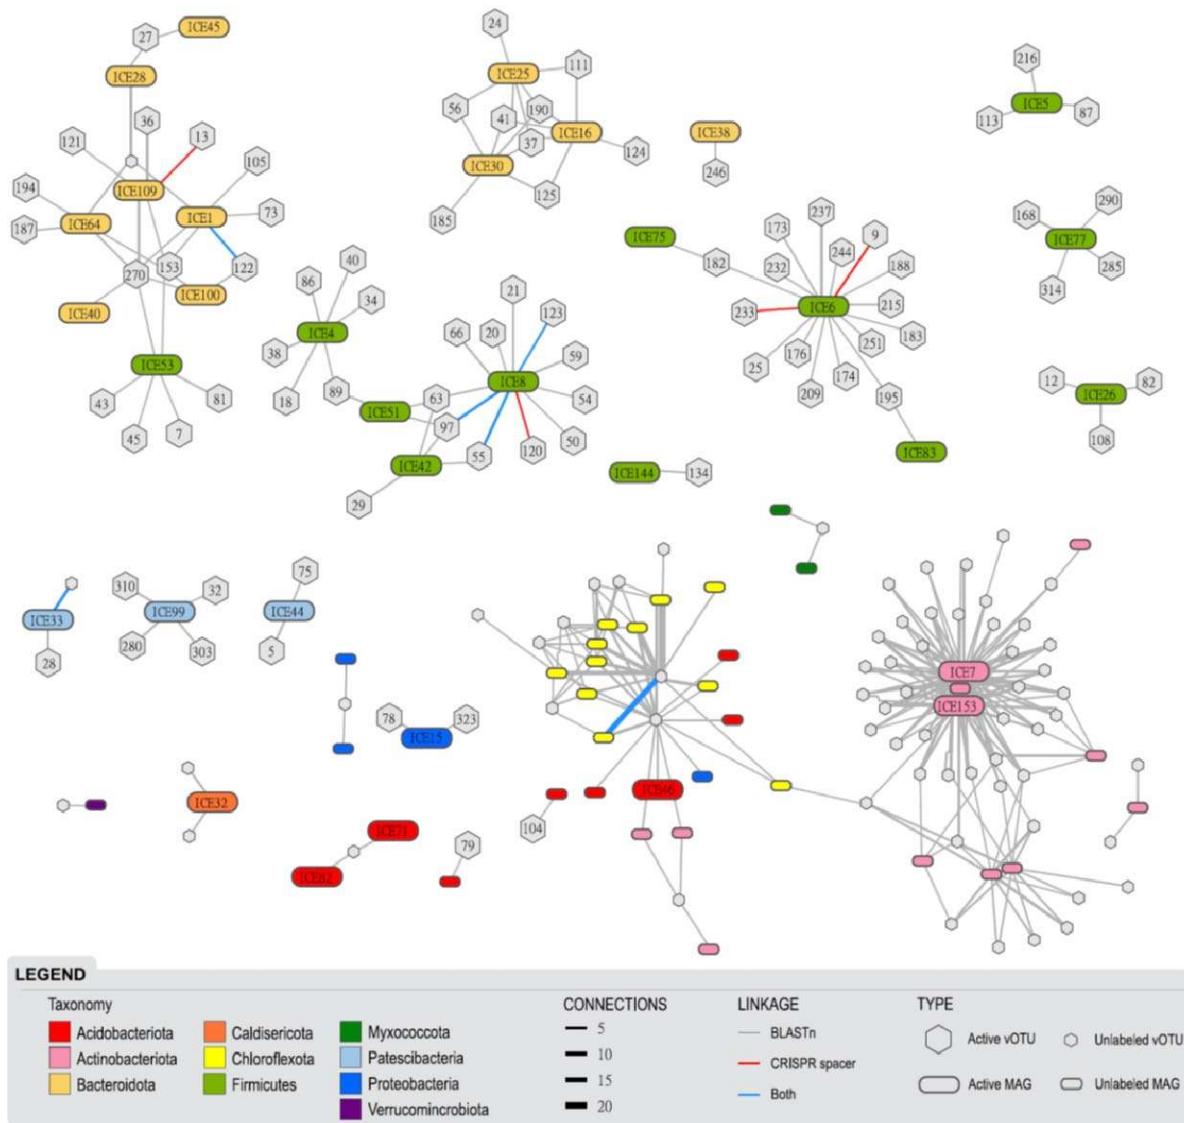 24
27
ICE45
216
111
ICE25
ICE28
ICE5
56
190
87
36
41
113
13
121
ICE16
ICE38
37
124
105
ICE30
246
194
ICE109
125
ICE64
ICE1
73
237
290
187
185
173
168
9
ICE75
ICE77
244
40
182
232
188
285
153
122
270
86
21
314
ICE100
34
215
ICE40
123
ICE6
233
20
ICE4
66
183
251
38
59
176
ICE53
25
174
ICE8
12
82
209
89
63
195
ICE26
81
18
54
43
ICE51
97
108
45
7
50
120
55
ICE83
ICE42
ICE144
134
29
75
310
32
ICE33
ICE99
ICE44
280
303
5
28
ICE7
ICE153
78
323
ICE15
ICE46
ICE32
104
ICE71
79
ICE82
LEGEND
Taxonomy
Acidobacteriota
Actinobacteriota
Bacteroidota
Caldisericota
Chloroflexota
Firmicutes
Myxococcota
Patescibacteria
Proteobacteria
Verrucomincrobiota
CONNECTIONS
5
10
15
20
LINKAGE
BLASTn
CRISPR spacer
Both
TYPE
Active vOTU
Unlabeled vOTU
Active MAG
Unlabeled MAG